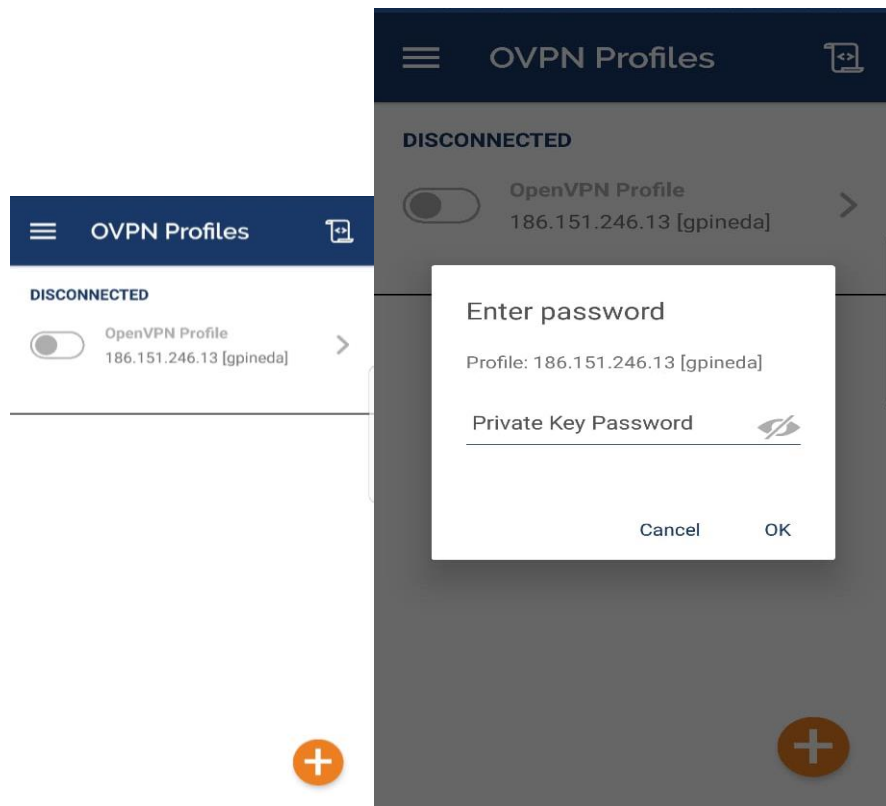 OVPN Profiles
DISCONNECTED
OpenVPN Profile
186.151.246.13 [gpineda]
OVPN Profiles
DISCONNECTED
OpenVPN Profile
186.151.246.13 [gpineda]
Enter password
Profile: 186.151.246.13 [gpineda]
Private Key Password
Cancel OK